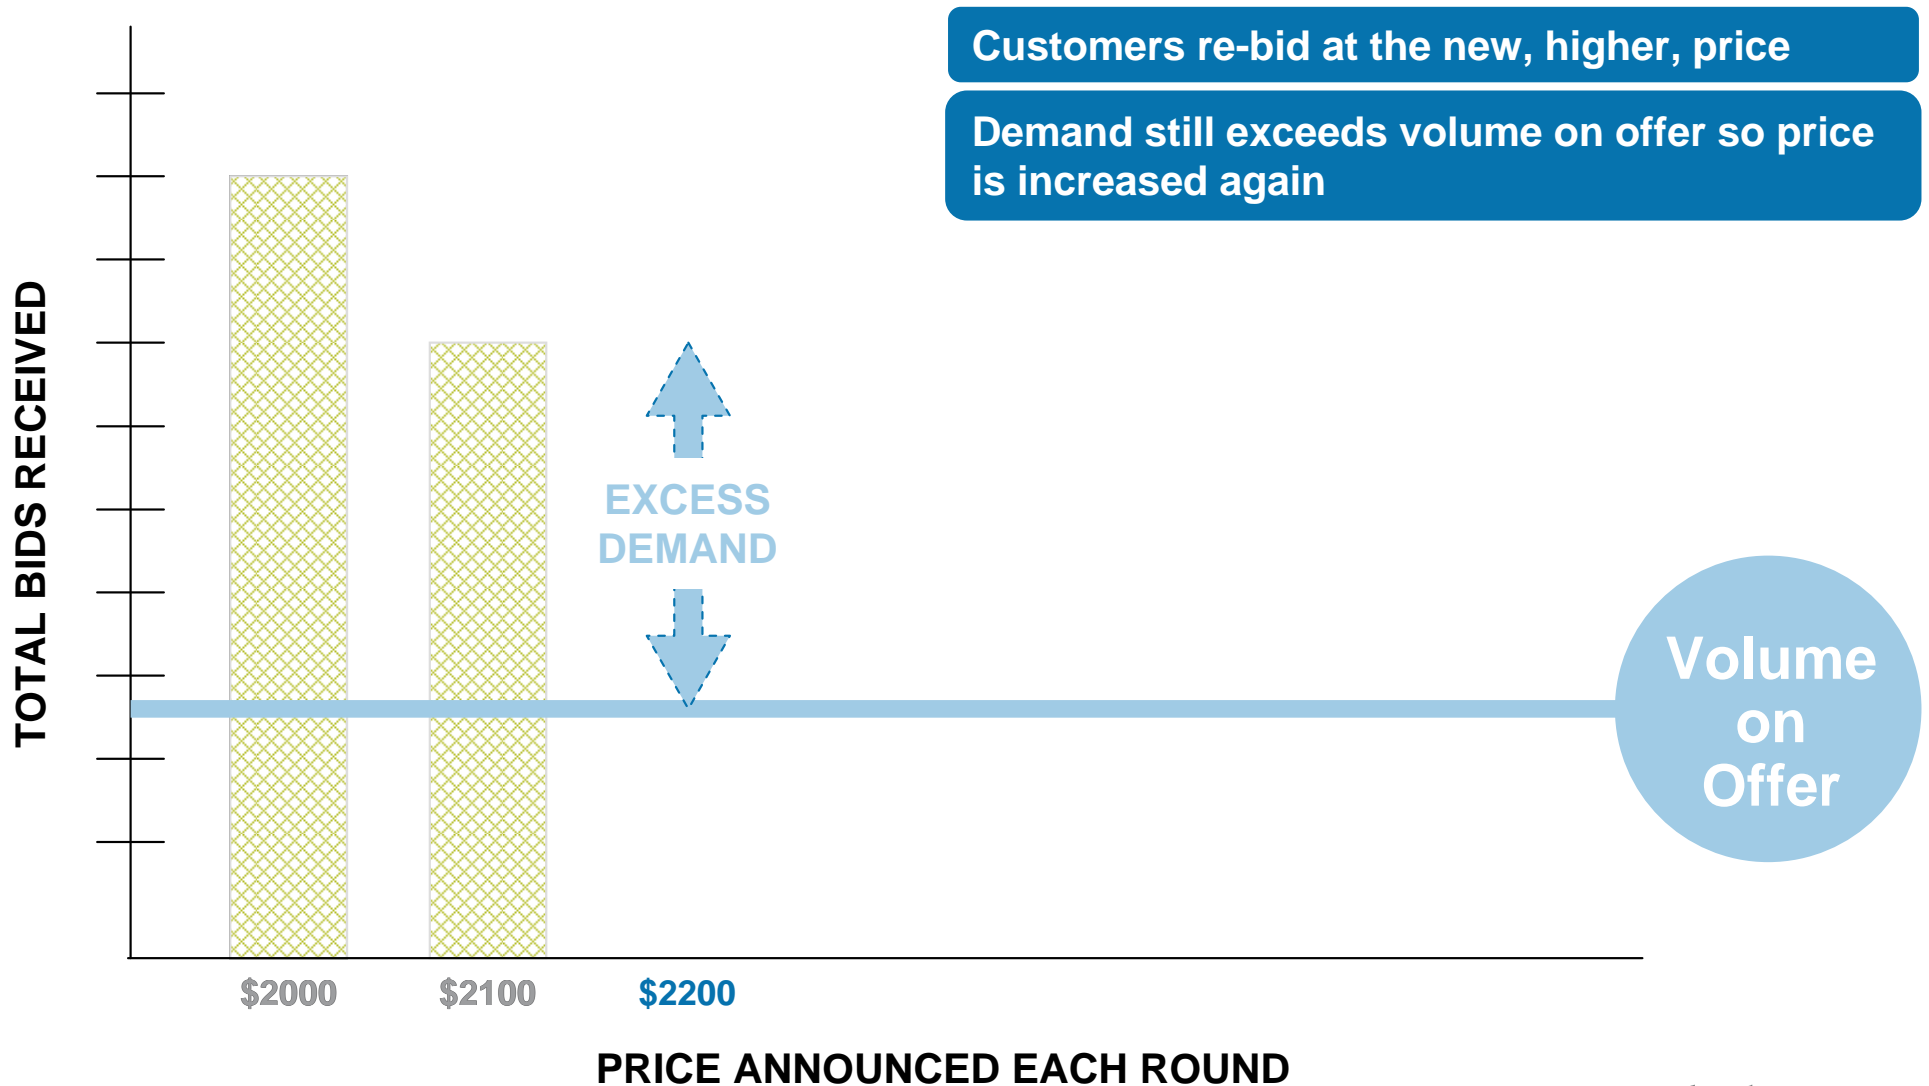 Customers re-bid at the new, higher, price
Demand still exceeds volume on offer so price
is increased again
TOTAL BIDS RECEIVED
EXCESS
DEMAND
Volume
on
Offer
$2000
$2100
$2200
PRICE ANNOUNCED EACH ROUND